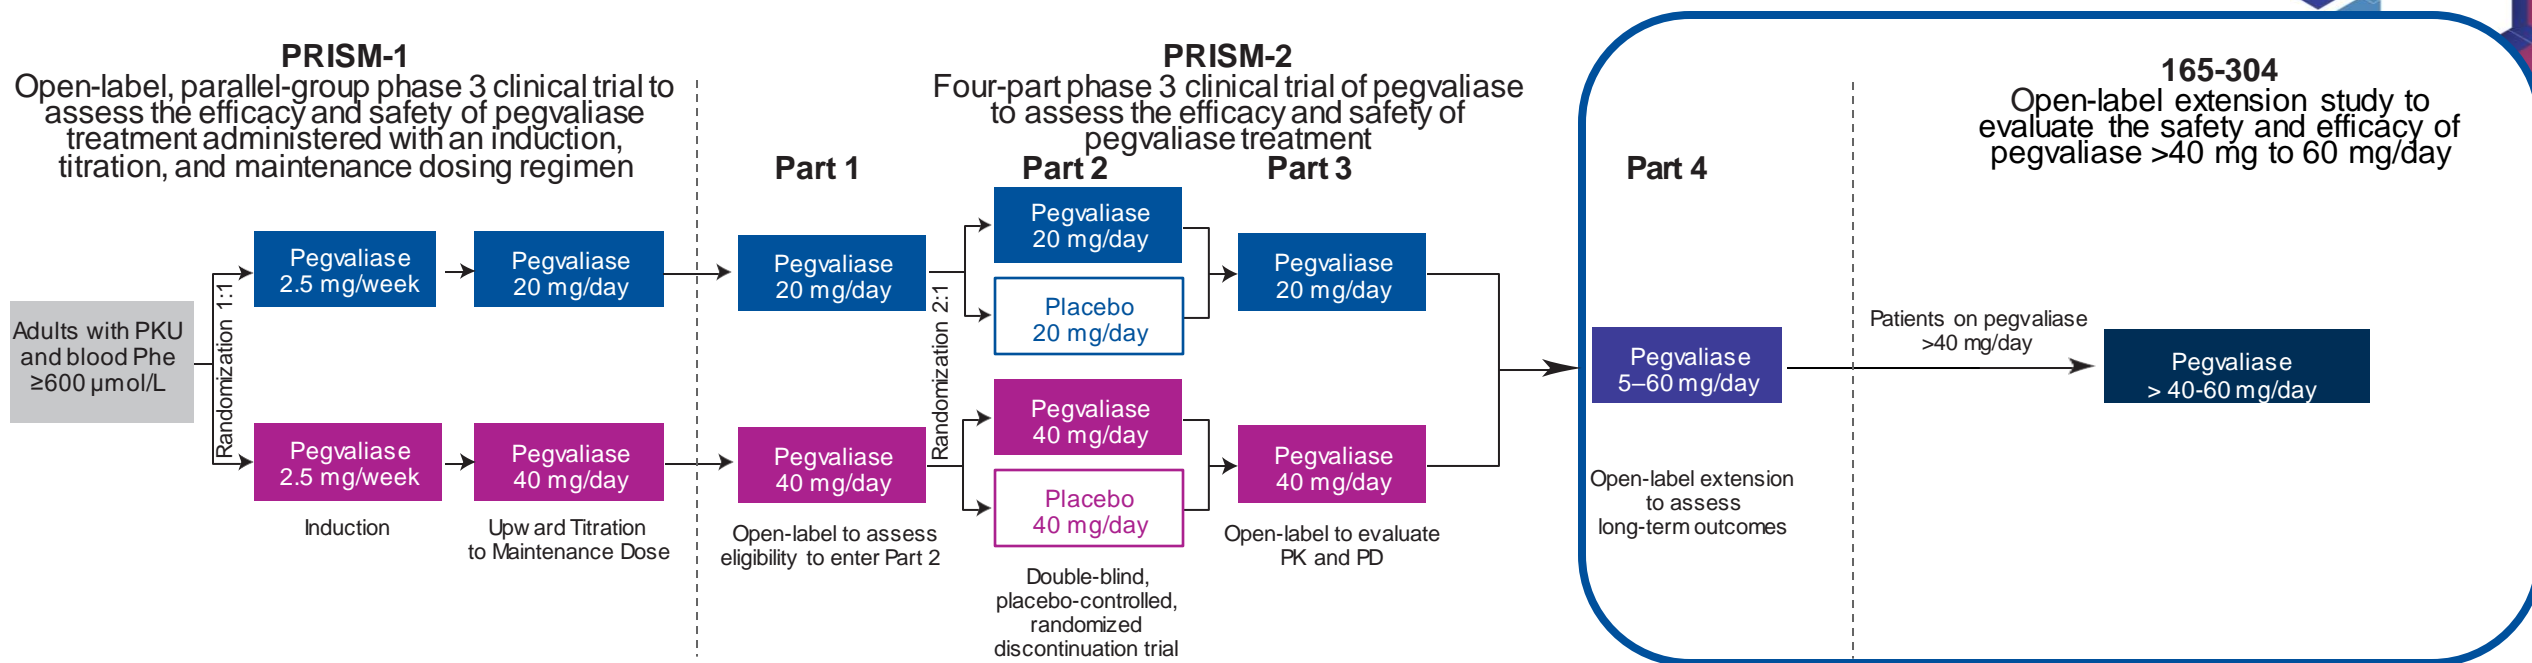 PRISM-1
Open-label, parallel-group phase 3 clinical trial to
assess the efficacy and safety of pegvaliase
treatment administered with an induction,
titration, and maintenance dosing regimen
PRISM-2
Four-part phase 3 clinical trial of pegvaliase
to assess the efficacy and safety of
pegvaliase treatment
165-304
Open-label extension study to
evaluate the safety and efficacy of
pegvaliase >40 mg to 60 mg/day
Part 1
Part 2
Part 3
Part 4
Adults with PKU
and blood Phe
≥600 µmol/L
Randomization 1:1
Pegvaliase
2.5 mg/week
Pegvaliase
20 mg/day
Pegvaliase
2.5 mg/week
Pegvaliase
40 mg/day
Induction
Upward Titration
to Maintenance Dose
Pegvaliase
20 mg/day
Pegvaliase
40 mg/day
Open-label to assess
eligibility to enter Part 2
Randomization 2:1
Pegvaliase
20 mg/day
Placebo
20 mg/day
Pegvaliase
40 mg/day
Placebo
40 mg/day
Double-blind,
placebo-controlled,
randomized
discontinuation trial
Pegvaliase
20 mg/day
Pegvaliase
40 mg/day
Open-label to evaluate
PK and PD
Pegvaliase
5–60 mg/day
Open-label extension
to assess
long-term outcomes
Patients on pegvaliase
>40 mg/day
Pegvaliase
> 40-60 mg/day